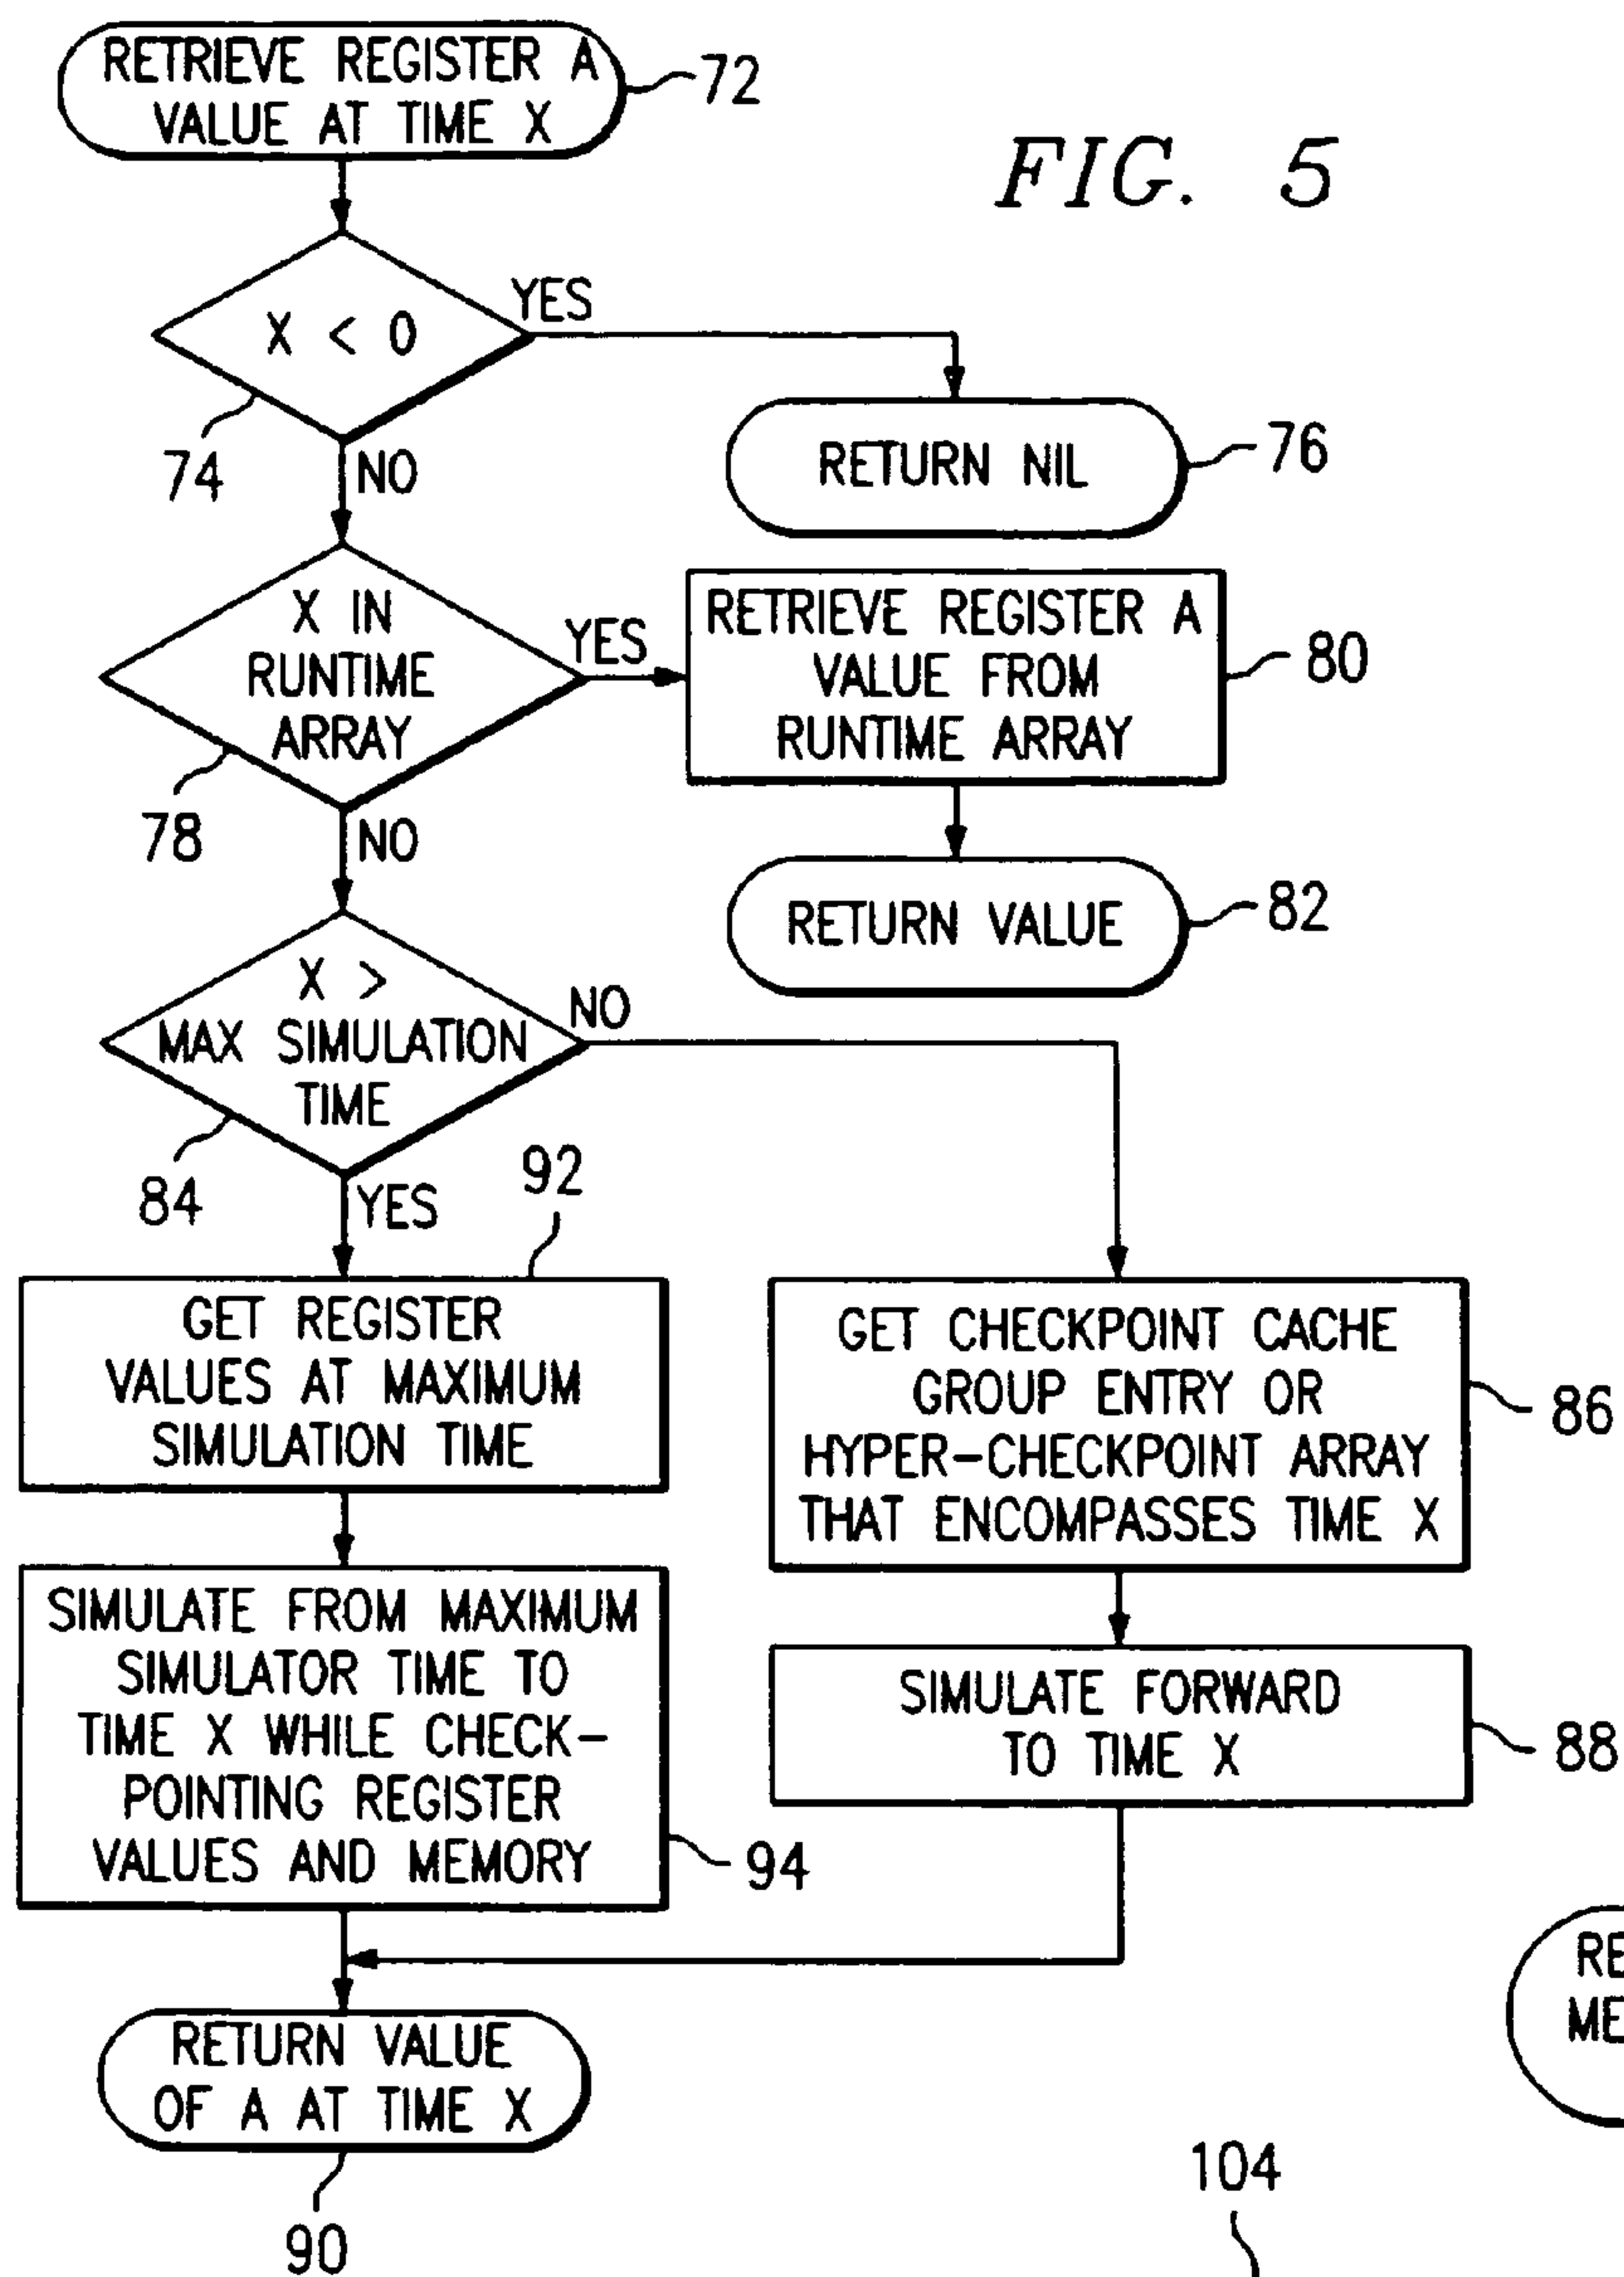 RETRIEVE REGISTER A
VALUE AT TIME X
72
FIG. 5
X < 0
YES
74
NO
RETURN NIL
76
X IN
RUNTIME
ARRAY
YES
78
NO
RETRIEVE REGISTER A
VALUE FROM
RUNTIME ARRAY
80
RETURN VALUE
82
X >
MAX SIMULATION
TIME
NO
84
YES
92
GET REGISTER
VALUES AT MAXIMUM
SIMULATION TIME
GET CHECKPOINT CACHE
GROUP ENTRY OR
HYPER-CHECKPOINT ARRAY
THAT ENCOMPASSES TIME X
86
SIMULATE FROM MAXIMUM
SIMULATOR TIME TO
TIME X WHILE CHECK-
POINTING REGISTER
VALUES AND MEMORY
94
SIMULATE FORWARD
TO TIME X
88
RETURN VALUE
OF A AT TIME X
90
RE
ME
104